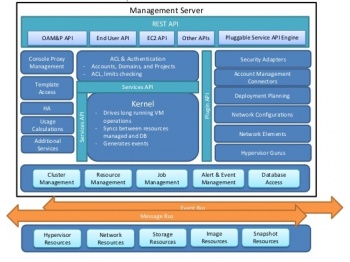 Management Server
REST API
OAM&P API
End User API
EC2 API
Other APIs
Pluggable Service API Engine
Console Proxy
Management
Template
Access
HA
Usage
Calculations
Additional
Services
ACL & Authentication
- Accounts, Domains, and Projects
- ACL, limits checking
Services API
Services API
Kernel
- Drives long running VM
operations
- Syncs between resources
managed and DB
- Generates events
Plugin API
Security Adapters
Account Management
Connectors
Deployment Planning
Network Configurations
Network Elements
Hypervisor Gurus
Cluster
Management
Resource
Management
Job
Management
Alert & Event
Management
Database
Access
Event Bus
Message Bus
Hypervisor
Resources
Network
Resources
Storage
Resources
Image
Resources
Snapshot
Resources